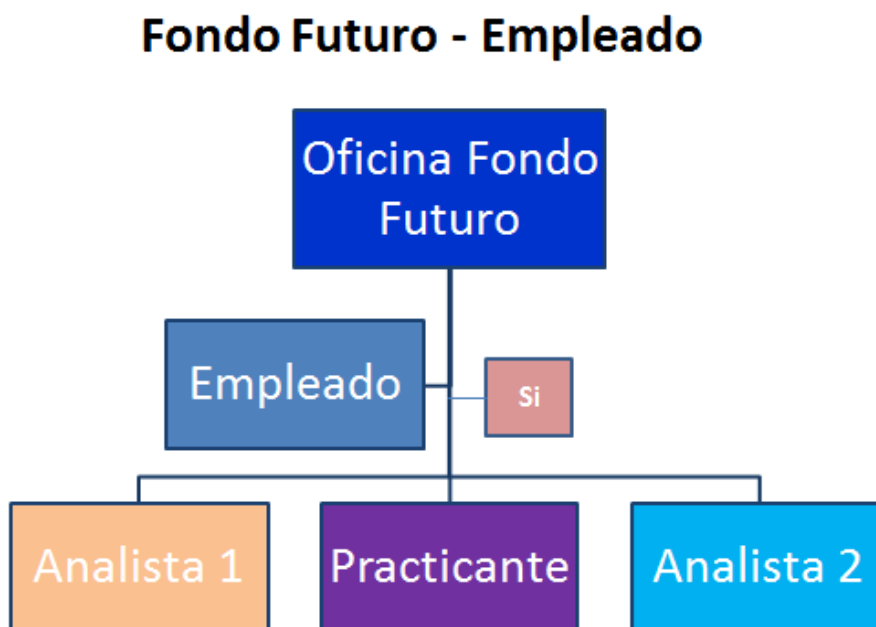 Fondo Futuro - Empleado
Oficina Fondo
Futuro
Empleado
Si
Analista 1
Practicante
Analista 2